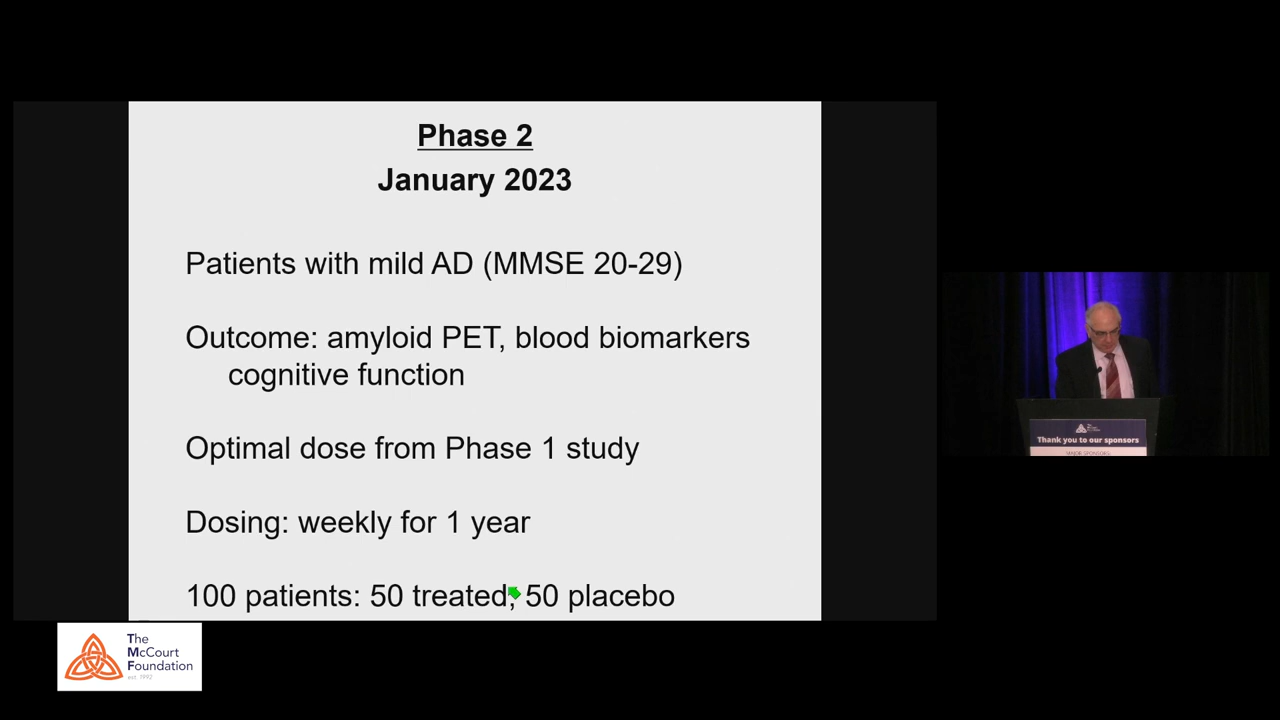 Phase 2
January 2023
Patients with mild AD (MMSE 20-29)
Outcome: amyloid PET, blood biomarkers
cognitive function
Optimal dose from Phase 1 study
Dosing: weekly for 1 year
100 patients: 50 treated, 50 placebo
Thank you to our sponsors
MAJOR SPONSORS:
The
McCourt
Foundation
est. 1992